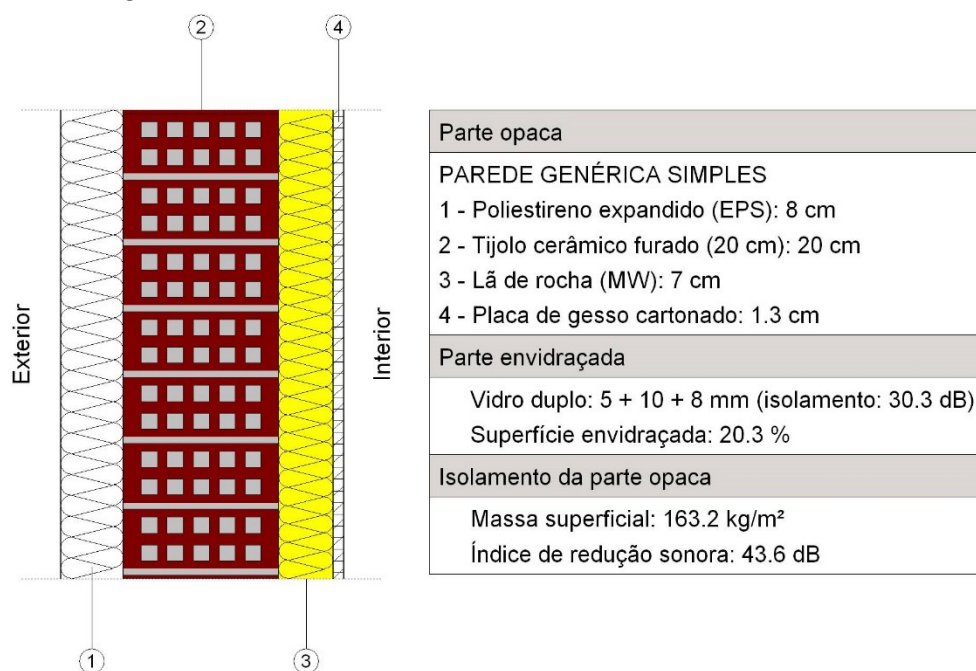 2
4
Exterior
Interior
1
3
Parte opaca
PAREDE GENÉRICA SIMPLES
1 - Poliestireno expandido (EPS): 8 cm
2 - Tijolo cerâmico furado (20 cm): 20 cm
3 - Lã de rocha (MW): 7 cm
4 - Placa de gesso cartonado: 1.3 cm
Parte envidraçada
Vidro duplo: 5 + 10 + 8 mm (isolamento: 30.3 dB)
Superfície envidraçada: 20.3 %
Isolamento da parte opaca
Massa superficial: 163.2 kg/m²
Índice de redução sonora: 43.6 dB